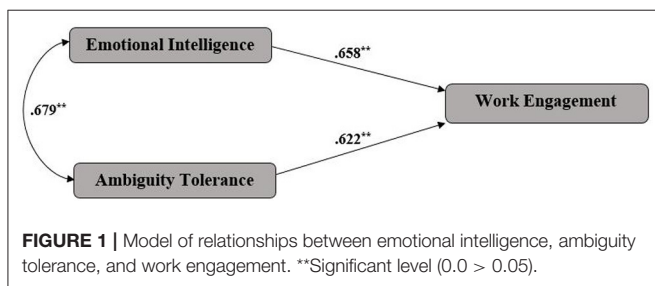 Emotional Intelligence
.658**
Work Engagement
.679**
.622**
Ambiguity Tolerance
FIGURE 1 | Model of relationships between emotional intelligence, ambiguity
tolerance, and work engagement. **Significant level (0.0 > 0.05).